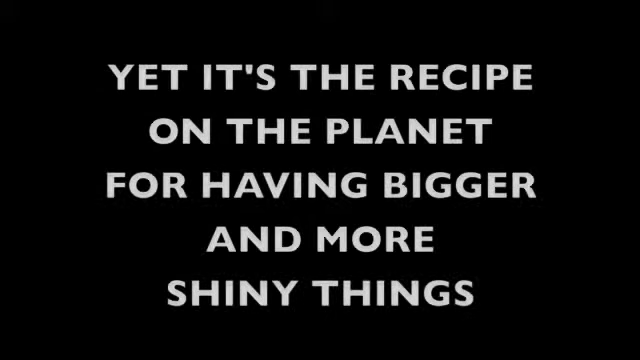 YET IT'S THE RECIPE
ON THE PLANET
FOR HAVING BIGGER
AND MORE
SHINY THINGS